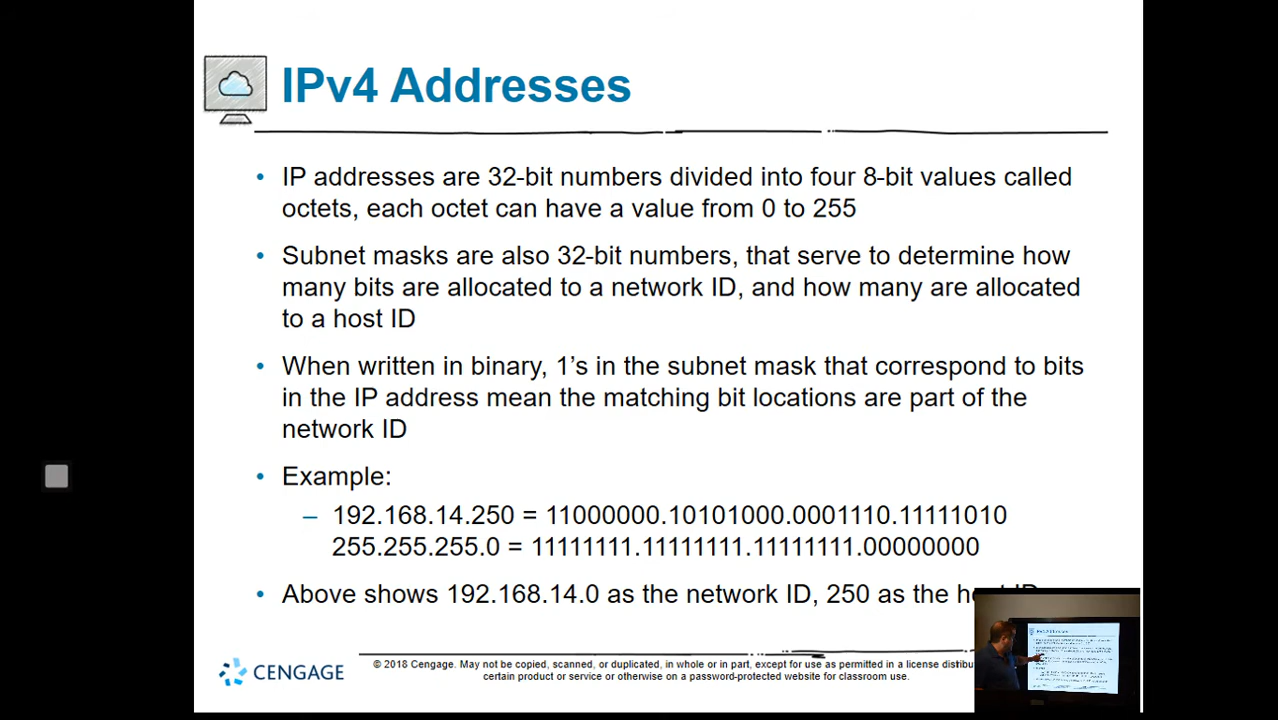 IPv4 Addresses
• IP addresses are 32-bit numbers divided into four 8-bit values called
octets, each octet can have a value from 0 to 255
• Subnet masks are also 32-bit numbers, that serve to determine how
many bits are allocated to a network ID, and how many are allocated
to a host ID
• When written in binary, 1’s in the subnet mask that correspond to bits
in the IP address mean the matching bit locations are part of the
network ID
• Example:
– 192.168.14.250 = 11000000.10101000.0001110.11111010
255.255.255.0 = 11111111.11111111.11111111.00000000
• Above shows 192.168.14.0 as the network ID, 250 as the host ID
CENGAGE
© 2018 Cengage. May not be copied, scanned, or duplicated, in whole or in part, except for use as permitted in a license
certain product or service or otherwise on a password-protected website for classroom use.